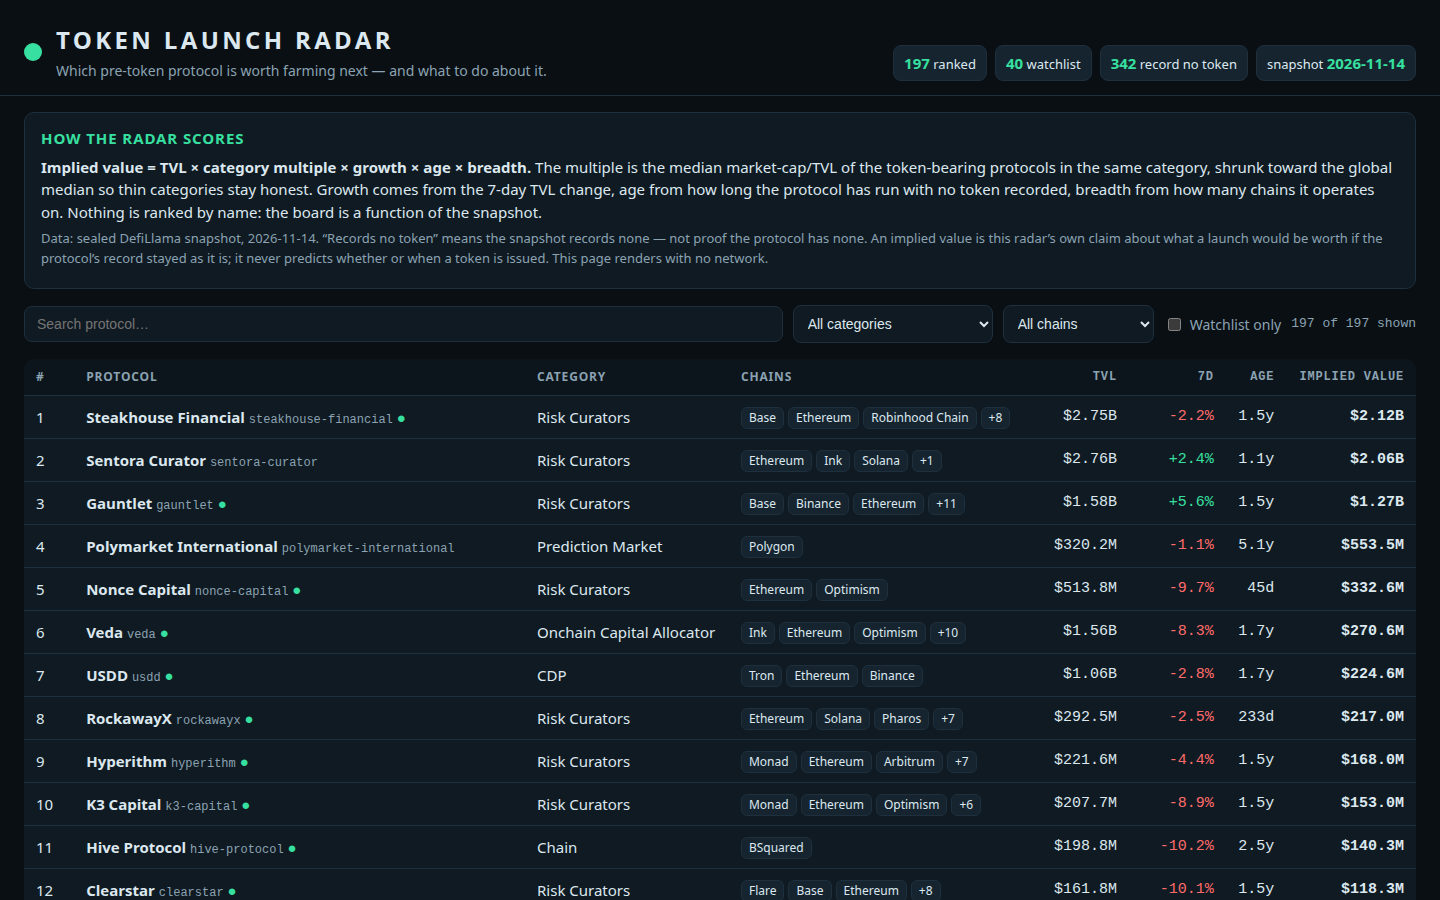 TOKEN LAUNCH RADAR
Which pre-token protocol is worth farming next — and what to do about it.
197 ranked
40 watchlist
342 record no token
snapshot 2026-11-14
HOW THE RADAR SCORES
Implied value = TVL × category multiple × growth × age × breadth. The multiple is the median market-cap/TVL of the token-bearing protocols in the same category, shrunk toward the global
median so thin categories stay honest. Growth comes from the 7-day TVL change, age from how long the protocol has run with no token recorded, breadth from how many chains it operates
on. Nothing is ranked by name: the board is a function of the snapshot.
Data: sealed DefiLlama snapshot, 2026-11-14. “Records no token” means the snapshot records none — not proof the protocol has none. An implied value is this radar’s own claim about what a launch would be worth if the
protocol’s record stayed as it is; it never predicts whether or when a token is issued. This page renders with no network.
Search protocol… All categories All chains Watchlist only 197 of 197 shown
# PROTOCOL CATEGORY CHAINS TVL 7D AGE IMPLIED VALUE
1 Steakhouse Financial steakhouse-financial Risk Curators Base Ethereum Robinhood Chain +8 $2.75B -2.2% 1.5y $2.12B
2 Sentora Curator sentora-curator Risk Curators Ethereum Ink Solana +1 $2.76B +2.4% 1.1y $2.06B
3 Gauntlet gauntlet Risk Curators Base Binance Ethereum +11 $1.58B +5.6% 1.5y $1.27B
4 Polymarket International polymarket-international Prediction Market Polygon $320.2M -1.1% 5.1y $553.5M
5 Nonce Capital nonce-capital Risk Curators Ethereum Optimism $513.8M -9.7% 45d $332.6M
6 Veda veda Onchain Capital Allocator Ink Ethereum Optimism +10 $1.56B -8.3% 1.7y $270.6M
7 USDD usdd CDP Tron Ethereum Binance $1.06B -2.8% 1.7y $224.6M
8 RockawayX rockawayx Risk Curators Ethereum Solana Pharos +7 $292.5M -2.5% 233d $217.0M
9 Hyperithm hyperithm Risk Curators Monad Ethereum Arbitrum +7 $221.6M -4.4% 1.5y $168.0M
10 K3 Capital k3-capital Risk Curators Monad Ethereum Optimism +6 $207.7M -8.9% 1.5y $153.0M
11 Hive Protocol hive-protocol Chain BSquared $198.8M -10.2% 2.5y $140.3M
12 Clearstar clearstar Risk Curators Flare Base Ethereum +8 $161.8M -10.1% 1.5y $118.3M